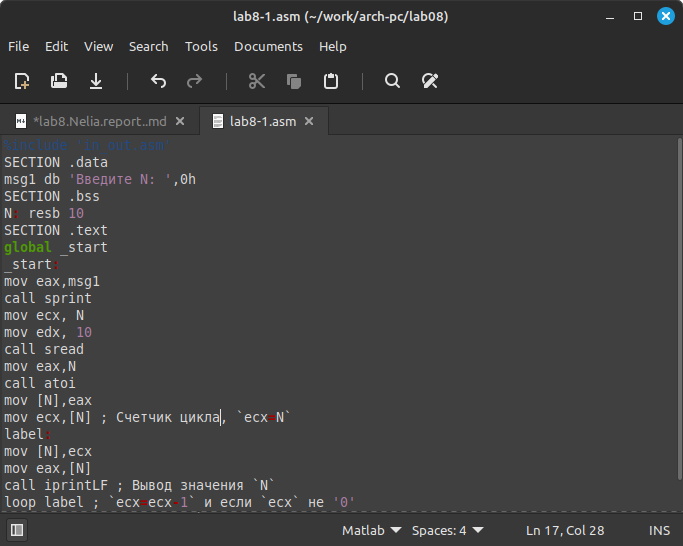 lab8-1.asm (~/work/arch-pc/lab08)
File Edit View Search Tools Documents Help
*lab8.Nelia.report..md lab8-1.asm
%include 'in_out.asm'
SECTION .data
msg1 db 'Введите N: ',0h
SECTION .bss
N: resb 10
SECTION .text
global _start
_start:
mov eax,msg1
call sprint
mov ecx, N
mov edx, 10
call sread
mov eax,N
call atoi
mov [N],eax
mov ecx,[N] ; Счетчик цикла, `ecx=N`
label:
mov [N],ecx
mov eax,[N]
call iprintLF ; Вывод значения `N`
loop label ; `ecx=ecx-1` и если `ecx` не '0'
Matlab Spaces: 4 Ln 17, Col 28 INS